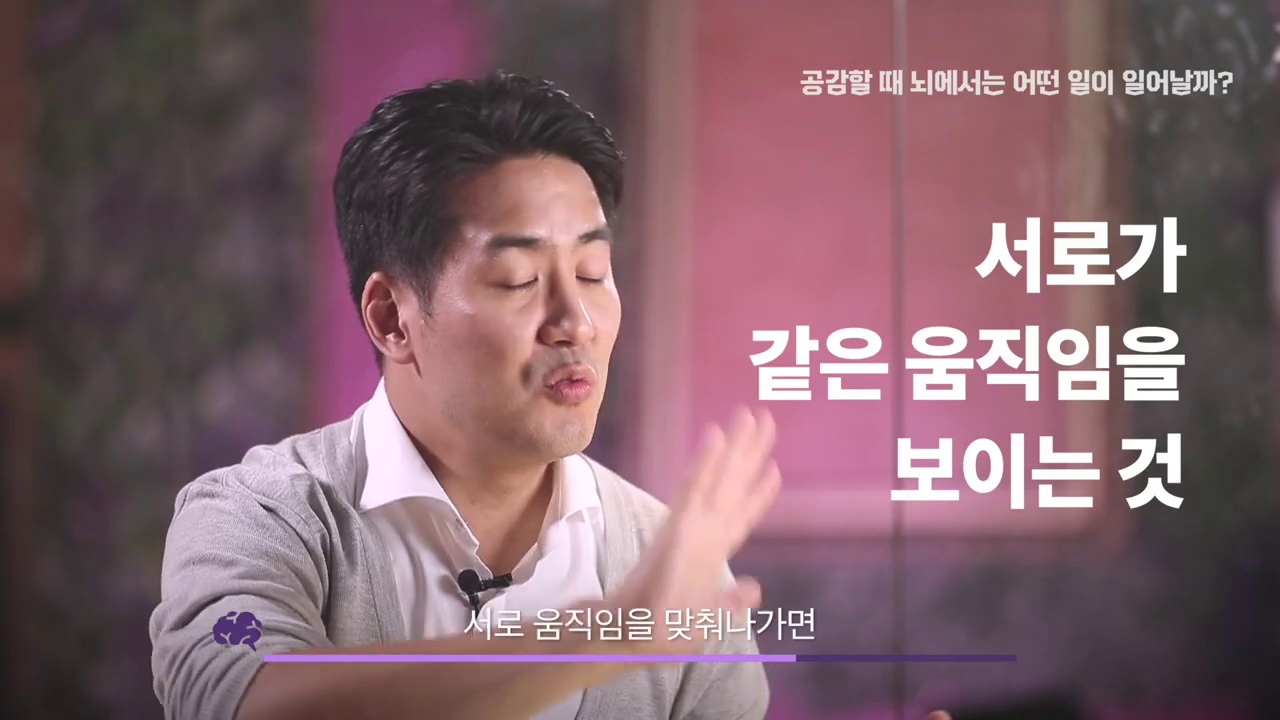 공감할 때 뇌에서는 어떤 일이 일어날까?
서로가
같은 움직임을
보이는 것
서로 움직임을 맞춰나가면